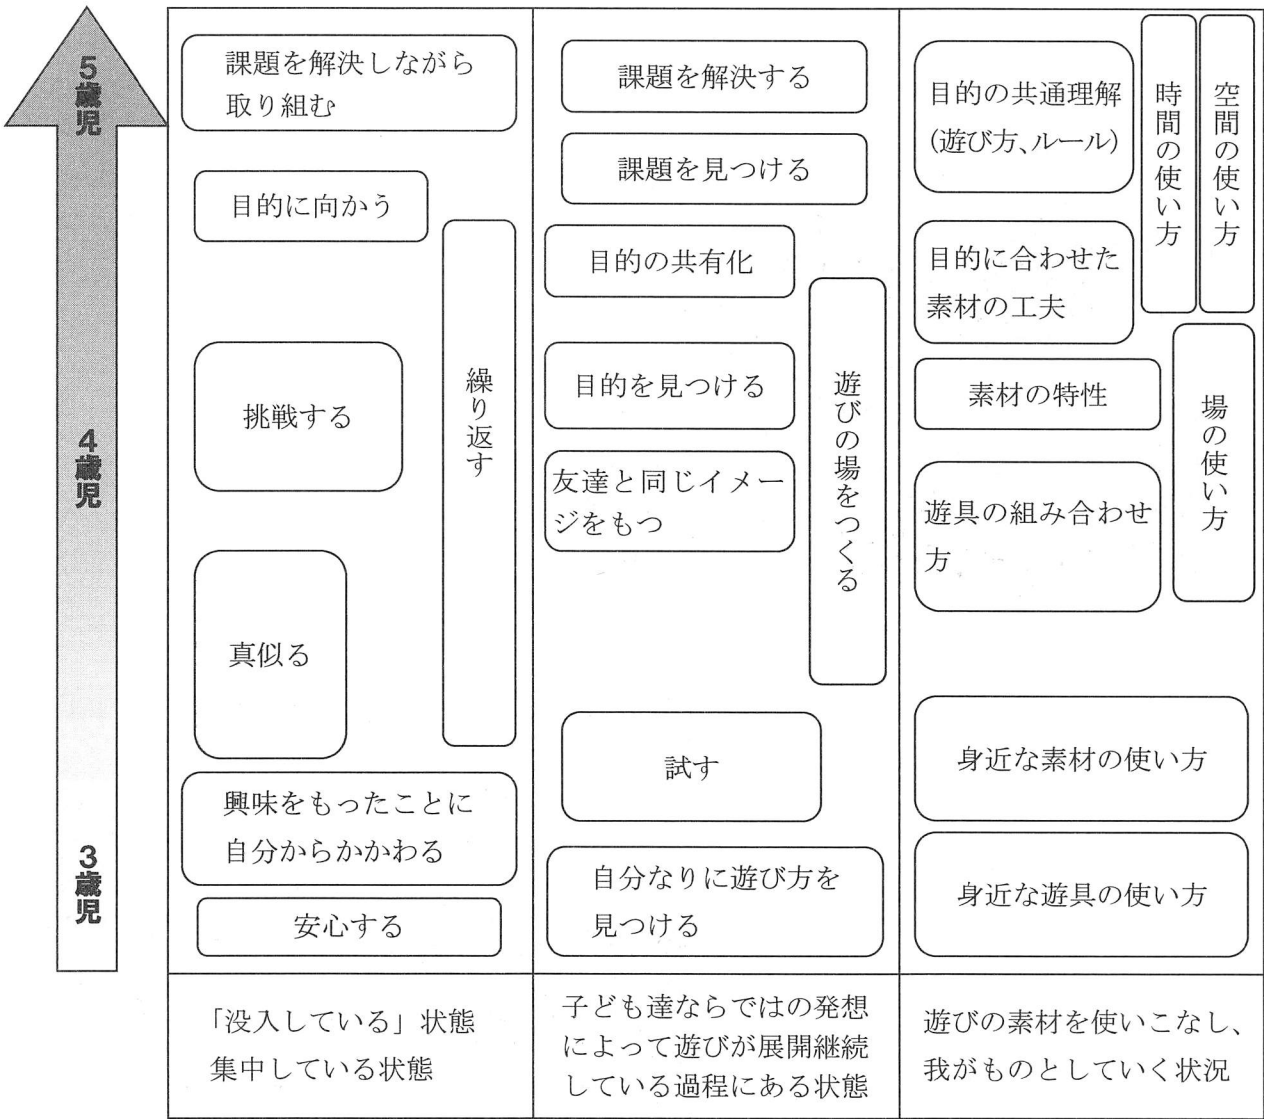 5歳児
4歳児
3歳児
課題を解決しながら
取り組む
目的に向かう
繰り返す
挑戦する
真似る
興味をもったことに
自分からかかわる
安心する
「没入している」状態
集中している状態
課題を解決する
課題を見つける
目的の共有化
目的を見つける
遊びの場をつくる
友達と同じイメー
ジをもつ
試す
自分なりに遊び方を
見つける
子ども達ならではの発想
によって遊びが展開継続
している過程にある状態
目的の共通理解
(遊び方、ルール)
時間の使い方
空間の使い方
目的に合わせた
素材の工夫
素材の特性
場の使い方
遊具の組み合わせ
方
身近な素材の使い方
身近な遊具の使い方
遊びの素材を使いこなし、
我がものとしていく状況